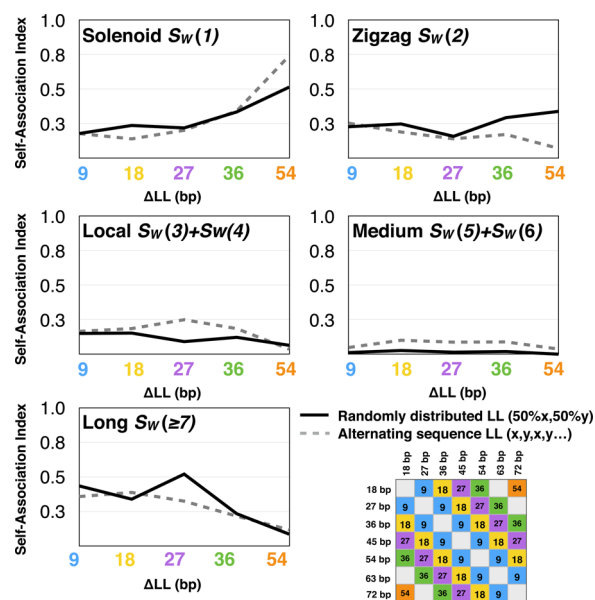 Self-Association Index
1.0
0.8
0.5
0.3
Solenoid SW(1)
9 18 27 36 54
ΔLL (bp)
1.0
0.8
0.5
0.3
Zigzag SW(2)
9 18 27 36 54
ΔLL (bp)
Self-Association Index
1.0
0.8
0.5
0.3
Local SW(3)+Sw(4)
9 18 27 36 54
ΔLL (bp)
1.0
0.8
0.5
0.3
Medium SW(5)+SW(6)
9 18 27 36 54
ΔLL (bp)
Self-Association Index
1.0
0.8
0.5
0.3
Long SW(≥7)
9 18 27 36 54
ΔLL (bp)
Randomly distributed LL (50%x,50%y)
Alternating sequence LL (x,y,x,y…)
18 bp 27 bp 36 bp 45 bp 54 bp 63 bp 72 bp
18 bp 9 18 27 36 54
27 bp 9 9 18 27 36
36 bp 18 9 9 18 27 36
45 bp 27 18 9 9 18 27
54 bp 36 27 18 9 9 18
63 bp 36 27 18 9 9
72 bp 54 36 27 18 9